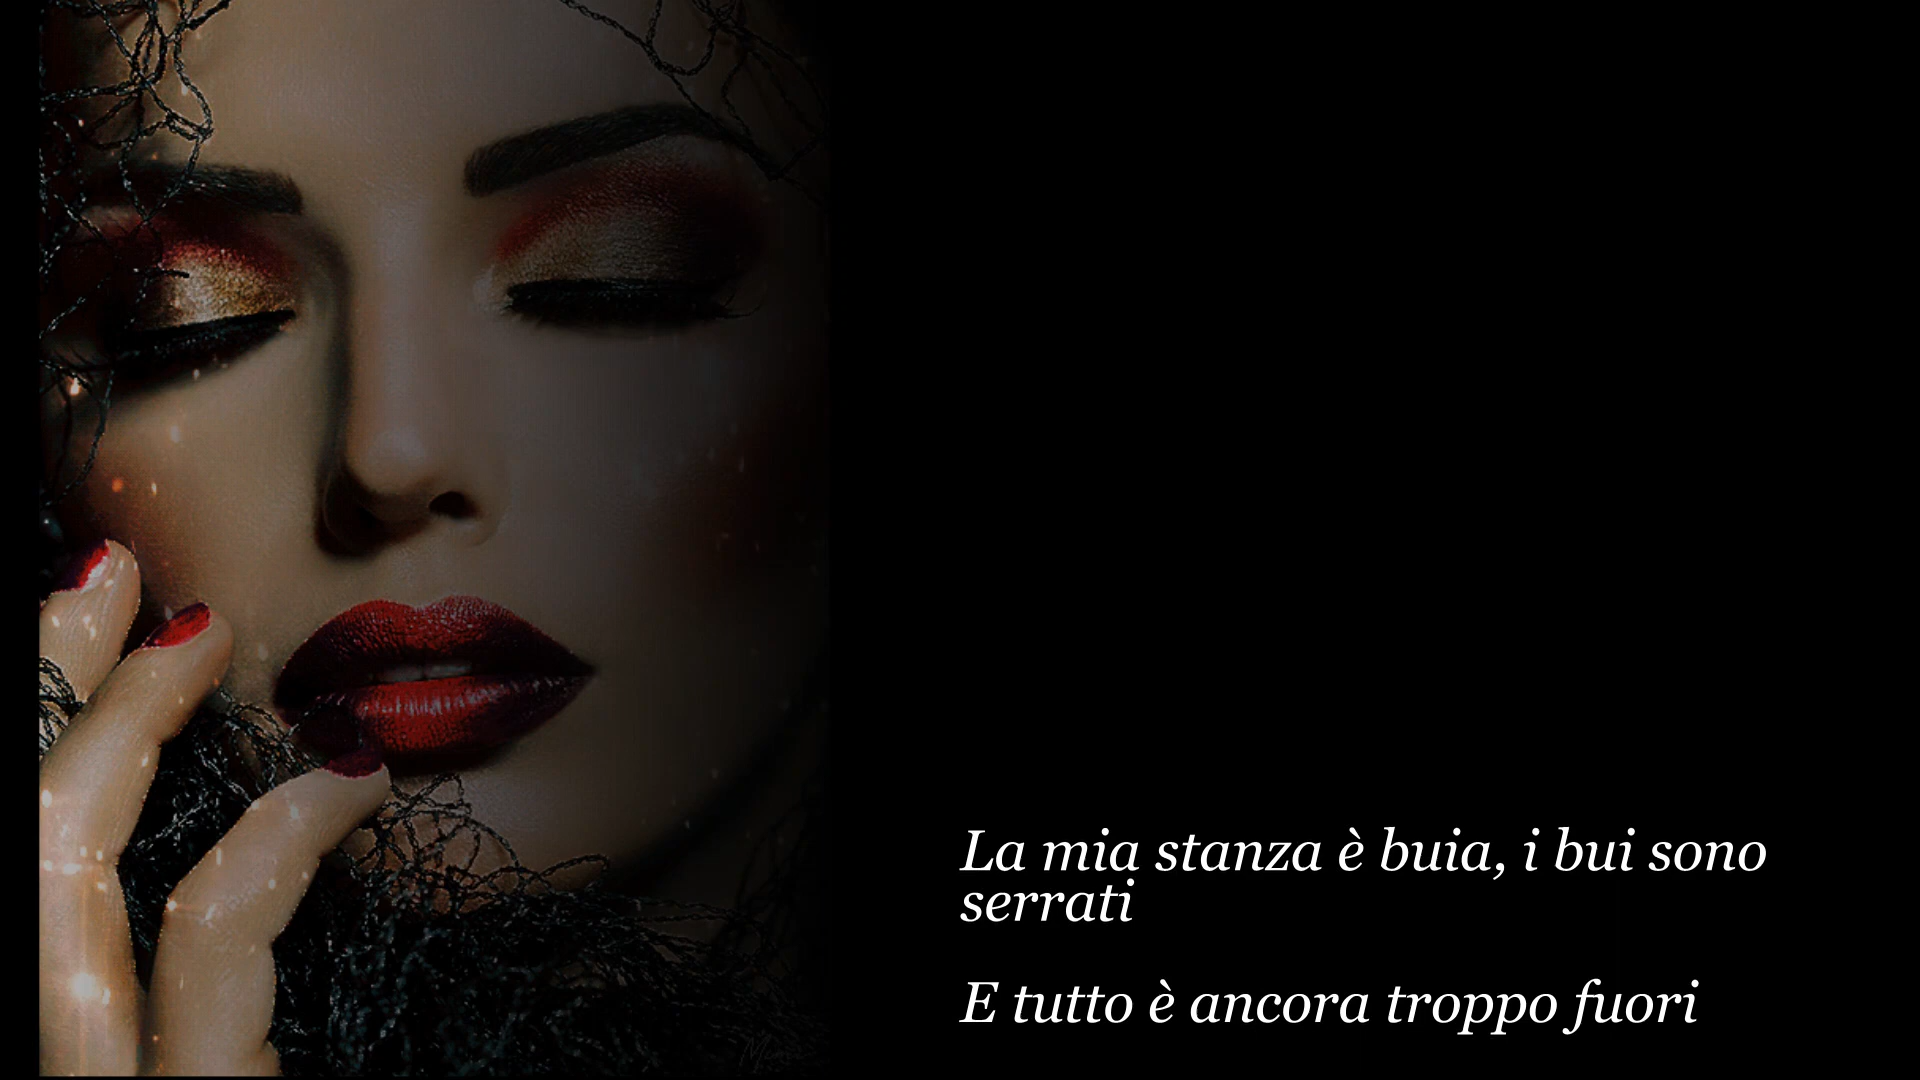 La mia stanza è buia, i bui sono
serrati
E tutto è ancora troppo fuori